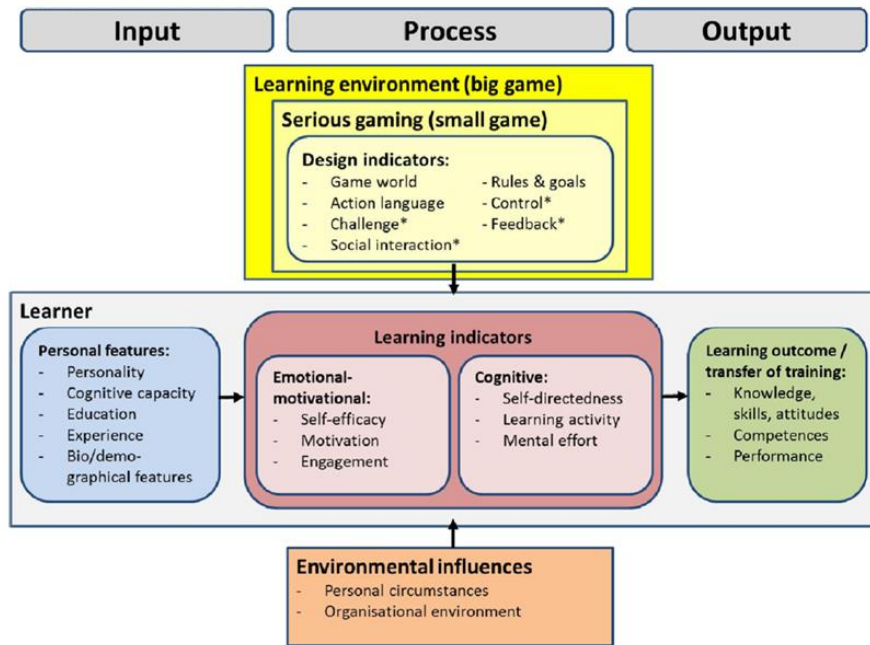 Input
Process
Output
Learning environment (big game)
Serious gaming (small game)
Design indicators:
- Game world
- Action language
- Challenge*
- Social interaction*
- Rules & goals
- Control*
- Feedback*
Learner
Personal features:
- Personality
- Cognitive capacity
- Education
- Experience
- Bio/demo-
graphical features
Learning indicators
Emotional-
motivational:
- Self-efficacy
- Motivation
- Engagement
Cognitive:
- Self-directedness
- Learning activity
- Mental effort
Learning outcome /
transfer of training:
- Knowledge,
skills, attitudes
- Competences
- Performance
Environmental influences
- Personal circumstances
- Organisational environment